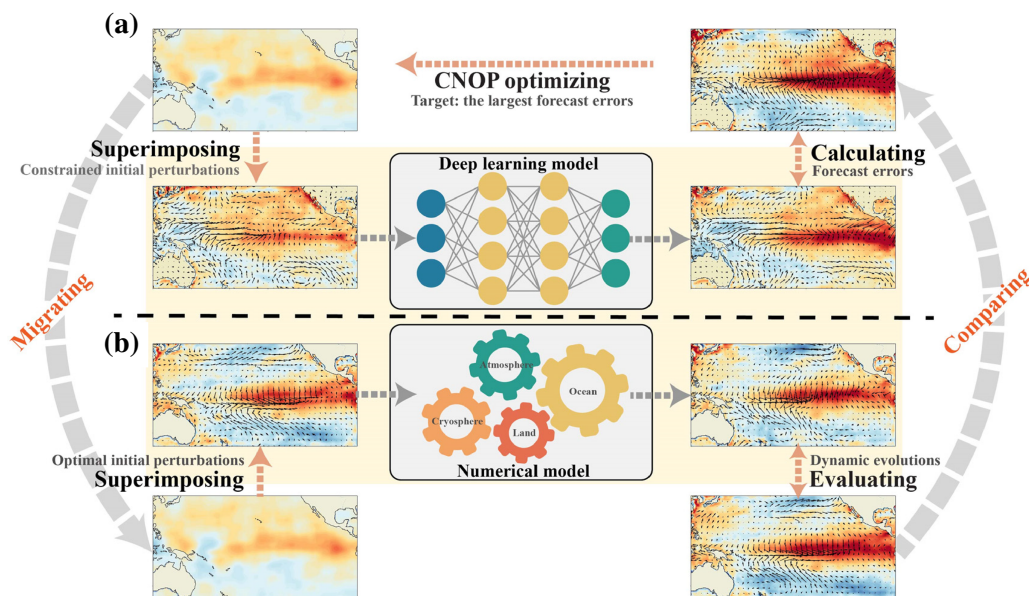 (a)
CNOP optimizing
Target: the largest forecast errors
Superimposing
Constrained initial perturbations
Deep learning model
Calculating
Forecast errors
Migrating
Comparing
(b)
Atmosphere
Ocean
Cryosphere
Land
Numerical model
Optimal initial perturbations
Superimposing
Dynamic evolutions
Evaluating